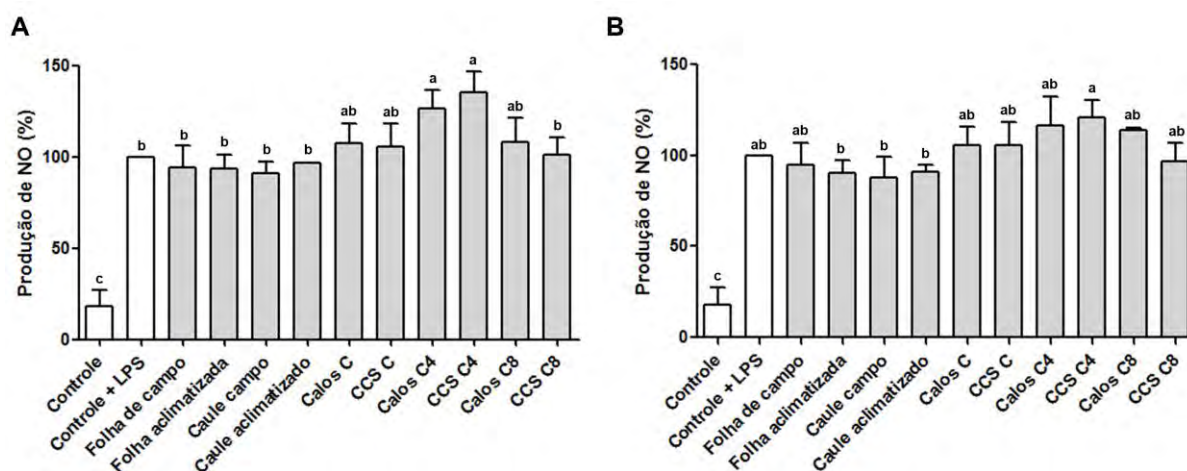 A
Produção de NO (%)
150
100
50
0
c
b
b
b
b
b
ab
ab
a
a
ab
b
Controle
Controle + LPS
Folha de campo
Folha aclimatizada
Caule campo
Caule aclimatizado
Calos C
CCS C
Calos C4
CCS C4
Calos C8
CCS C8
B
Produção de NO (%)
150
100
50
0
c
ab
ab
b
b
b
ab
ab
ab
a
ab
ab
Controle
Controle + LPS
Folha de campo
Folha aclimatizada
Caule campo
Caule aclimatizado
Calos C
CCS C
Calos C4
CCS C4
Calos C8
CCS C8